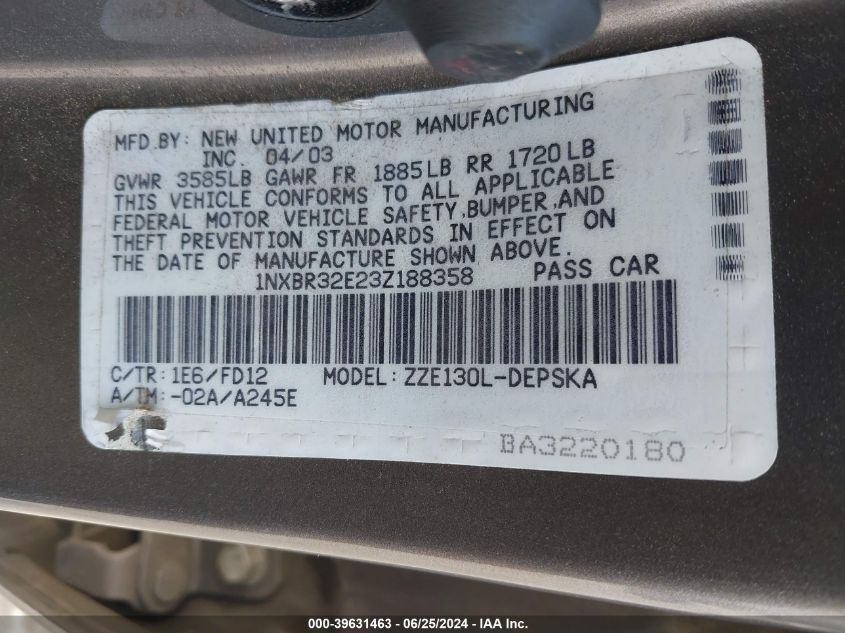 MFD.BY: NEW UNITED MOTOR MANUFACTURING
INC. 04/03
GVWR 3585LB GAWR FR 1885LB RR 1720LB
THIS VEHICLE CONFORMS TO ALL APPLICABLE
FEDERAL MOTOR VEHICLE SAFETY,BUMPER,AND
THEFT PREVENTION STANDARDS IN EFFECT ON
THE DATE OF MANUFACTURE SHOWN ABOVE.
1NXBR32E23Z188358 PASS CAR
C/TR: 1E6/FD12 MODEL: ZZE130L-DEPSKA
A/TM: -02A/A245E
BA3220180
000-39631463 - 06/25/2024 - IAA Inc.